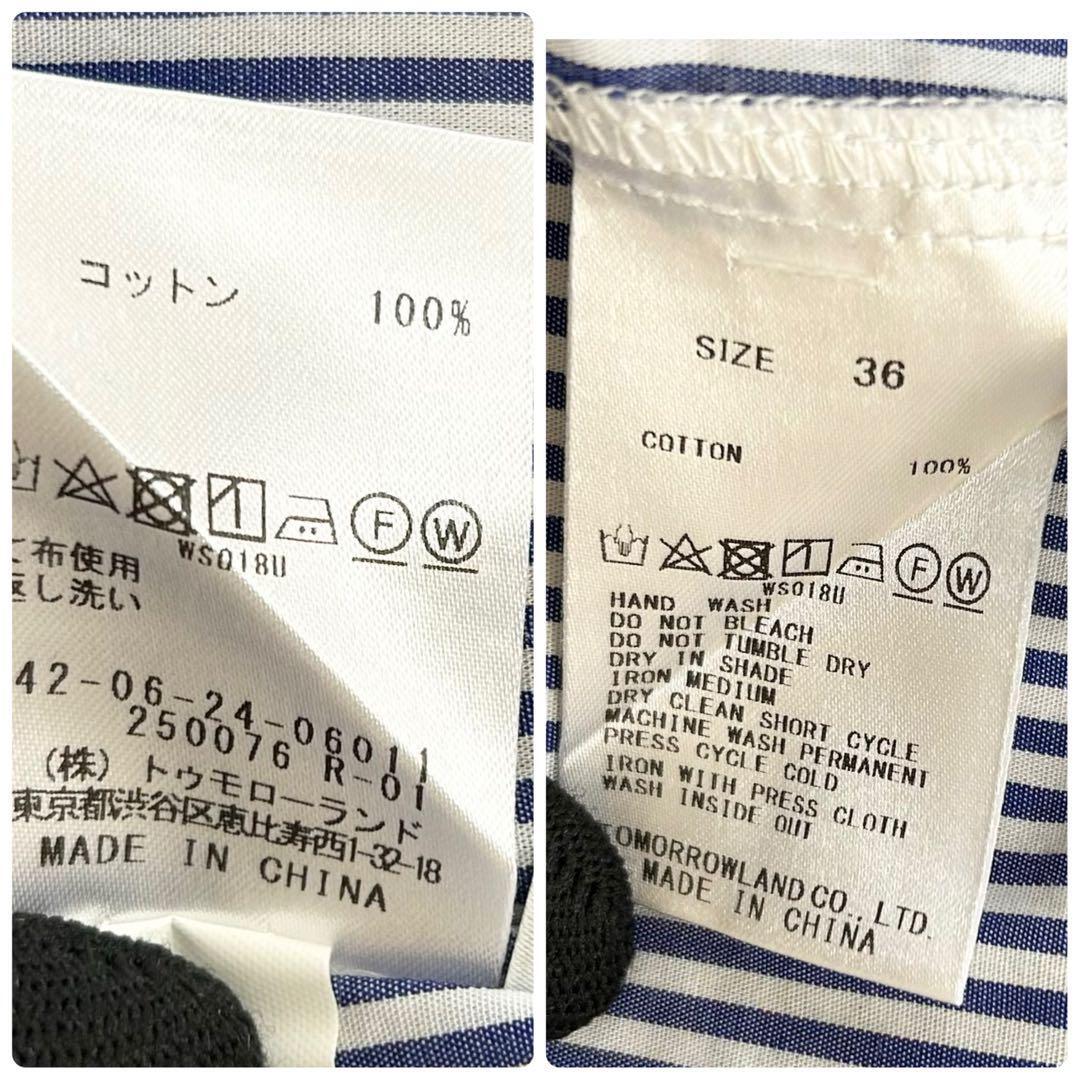 コットン 100%
F W
WS018U
布使用
返し洗い
42-06-24-06011
250076 R-01
(株) トゥモローランド
東京都渋谷区恵比寿西1-32-18
MADE IN CHINA
SIZE 36
COTTON 100%
F W
WS018U
HAND WASH
DO NOT BLEACH
DO NOT TUMBLE DRY
DRY IN SHADE
IRON MEDIUM
DRY CLEAN SHORT CYCLE
MACHINE WASH PERMANENT
PRESS CYCLE COLD
IRON WITH PRESS CLOTH
WASH INSIDE OUT
TOMORROWLAND CO., LTD.
MADE IN CHINA